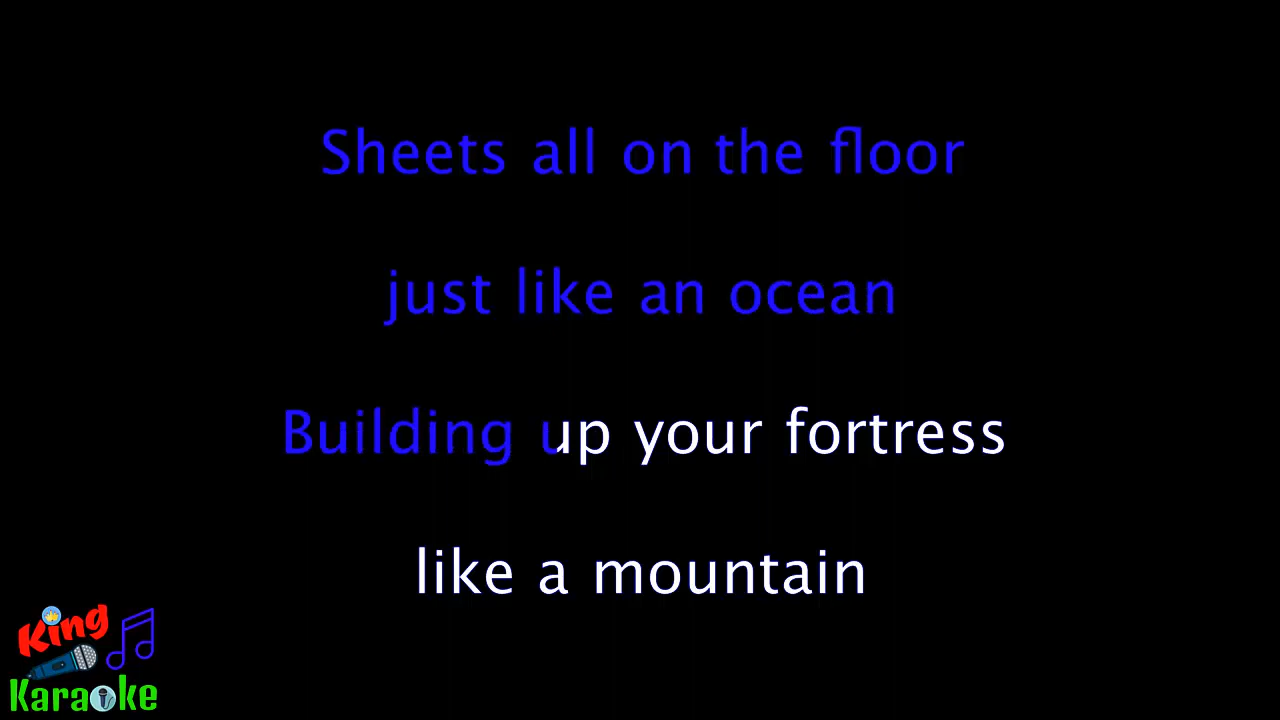 Sheets all on the floor
just like an ocean
Building up your fortress
like a mountain
King
Karaoke